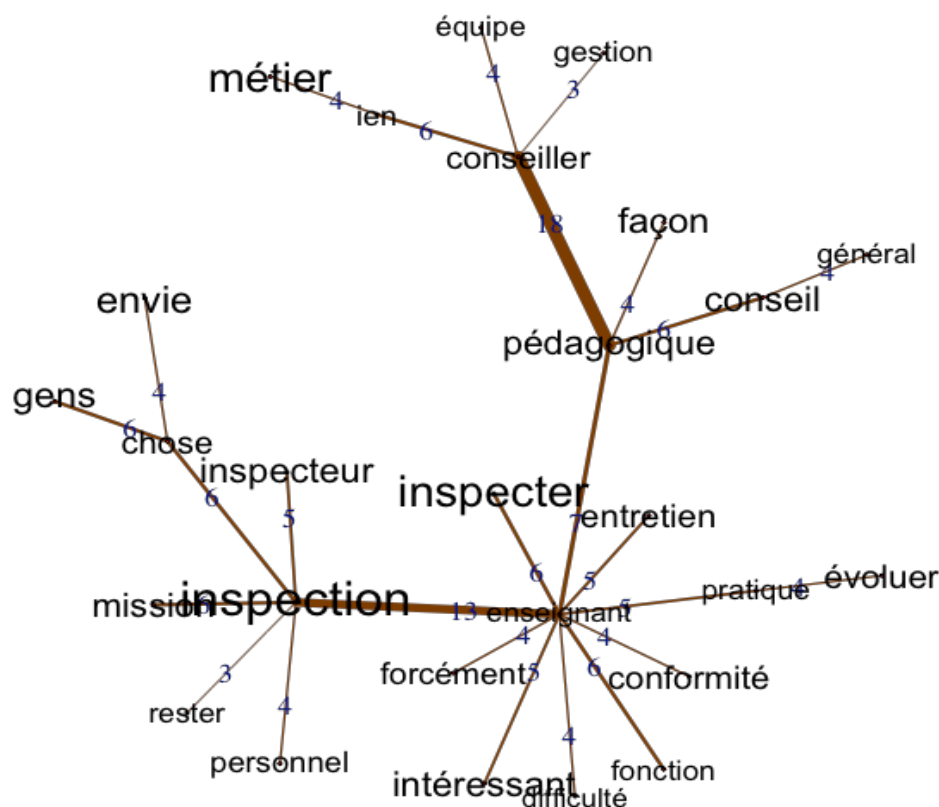 équipe
gestion
métier
4
3
4
ien
6
conseiller
18
façon
général
4
envie
4
conseil
6
pédagogique
4
gens
6
chose
inspecteur
6
5
inspecter
7
entretien
6
5
évoluer
4
pratique
5
mission
6
inspection
13
enseignant
4
4
forcément
5
6
conformité
3
rester
4
4
personnel
intéressant
fonction
difficulté